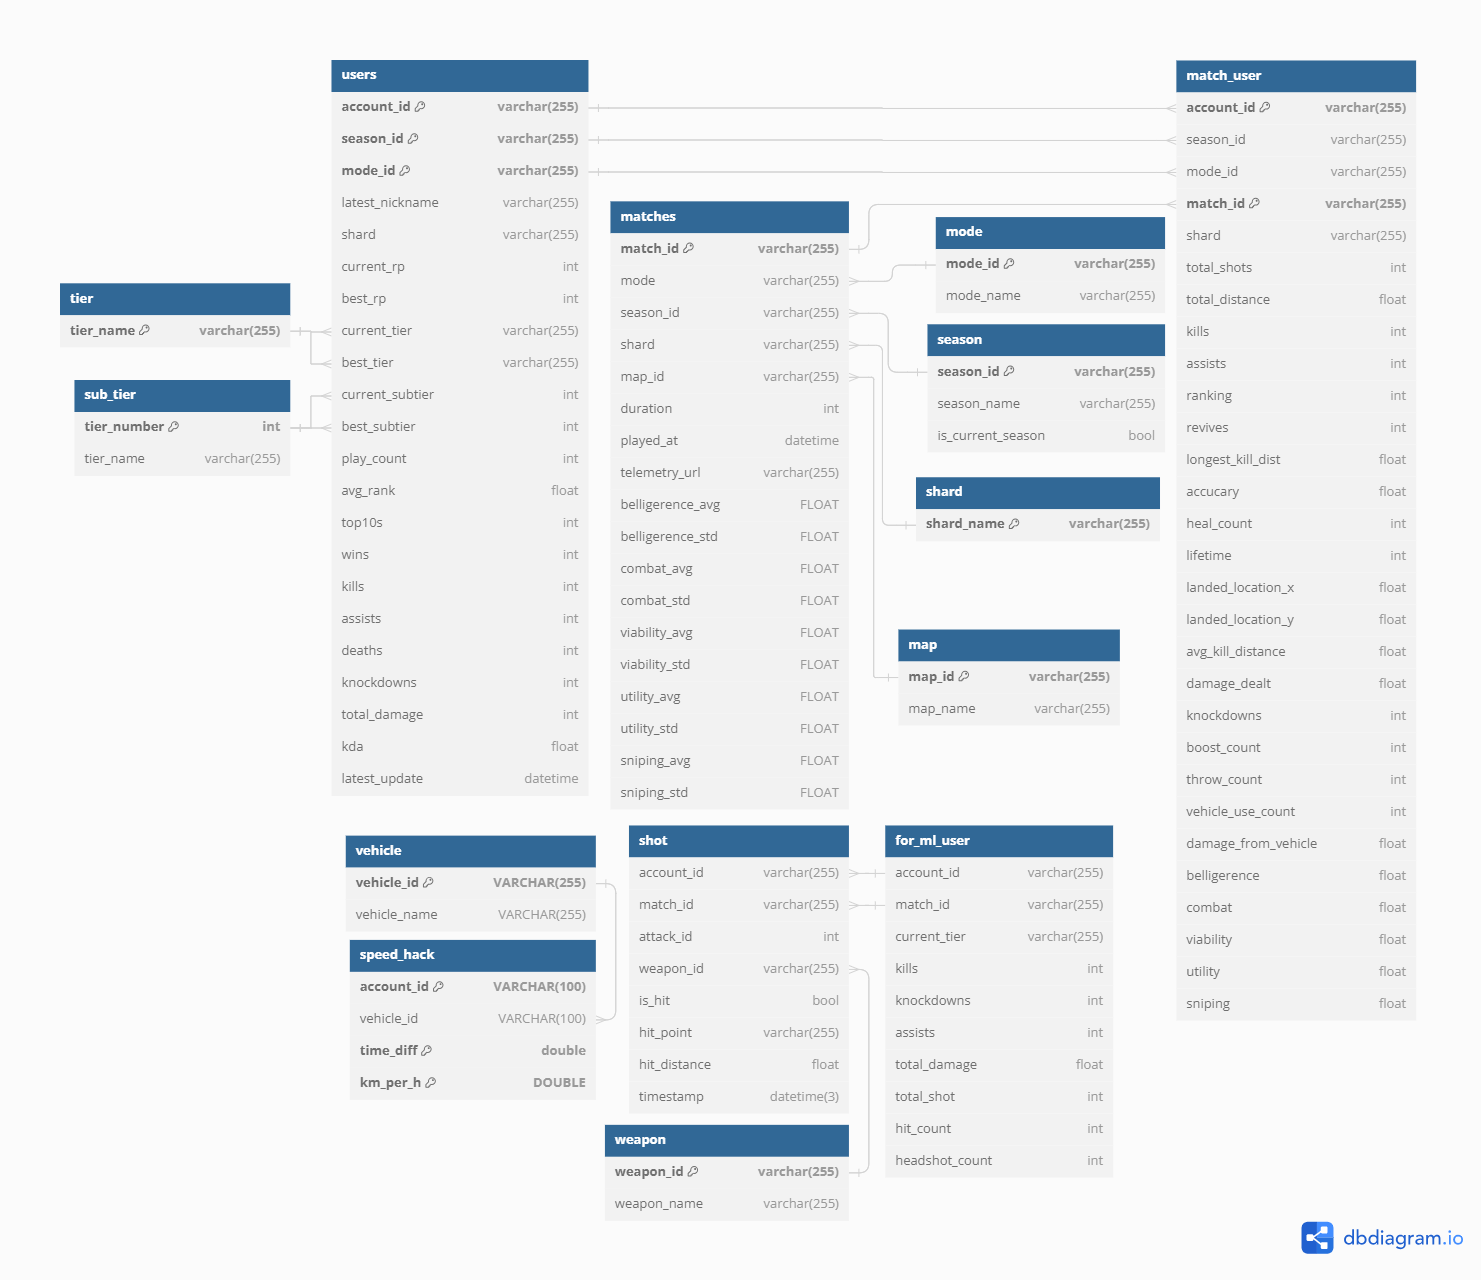 users
account_id varchar(255)
season_id varchar(255)
mode_id varchar(255)
latest_nickname varchar(255)
shard varchar(255)
current_rp int
best_rp int
current_tier varchar(255)
best_tier varchar(255)
current_subtier int
best_subtier int
play_count int
avg_rank float
top10s int
wins int
kills int
assists int
deaths int
knockdowns int
total_damage int
kda float
latest_update datetime
tier
tier_name varchar(255)
sub_tier
tier_number int
tier_name varchar(255)
matches
match_id varchar(255)
mode varchar(255)
season_id varchar(255)
shard varchar(255)
map_id varchar(255)
duration int
played_at datetime
telemetry_url varchar(255)
belligerence_avg FLOAT
belligerence_std FLOAT
combat_avg FLOAT
combat_std FLOAT
viability_avg FLOAT
viability_std FLOAT
utility_avg FLOAT
utility_std FLOAT
sniping_avg FLOAT
sniping_std FLOAT
mode
mode_id varchar(255)
mode_name varchar(255)
season
season_id varchar(255)
season_name varchar(255)
is_current_season bool
shard
shard_name varchar(255)
map
map_id varchar(255)
map_name varchar(255)
match_user
account_id varchar(255)
season_id varchar(255)
mode_id varchar(255)
match_id varchar(255)
shard varchar(255)
total_shots int
total_distance float
kills int
assists int
ranking int
revives int
longest_kill_dist float
accucary float
heal_count int
lifetime int
landed_location_x float
landed_location_y float
avg_kill_distance float
damage_dealt float
knockdowns int
boost_count int
throw_count int
vehicle_use_count int
damage_from_vehicle float
belligerence float
combat float
viability float
utility float
sniping float
vehicle
vehicle_id VARCHAR(255)
vehicle_name VARCHAR(255)
speed_hack
account_id VARCHAR(100)
vehicle_id VARCHAR(100)
time_diff double
km_per_h DOUBLE
shot
account_id varchar(255)
match_id varchar(255)
attack_id int
weapon_id varchar(255)
is_hit bool
hit_point varchar(255)
hit_distance float
timestamp datetime(3)
weapon
weapon_id varchar(255)
weapon_name varchar(255)
for_ml_user
account_id varchar(255)
match_id varchar(255)
current_tier varchar(255)
kills int
knockdowns int
assists int
total_damage float
total_shot int
hit_count int
headshot_count int
dbdiagram.io